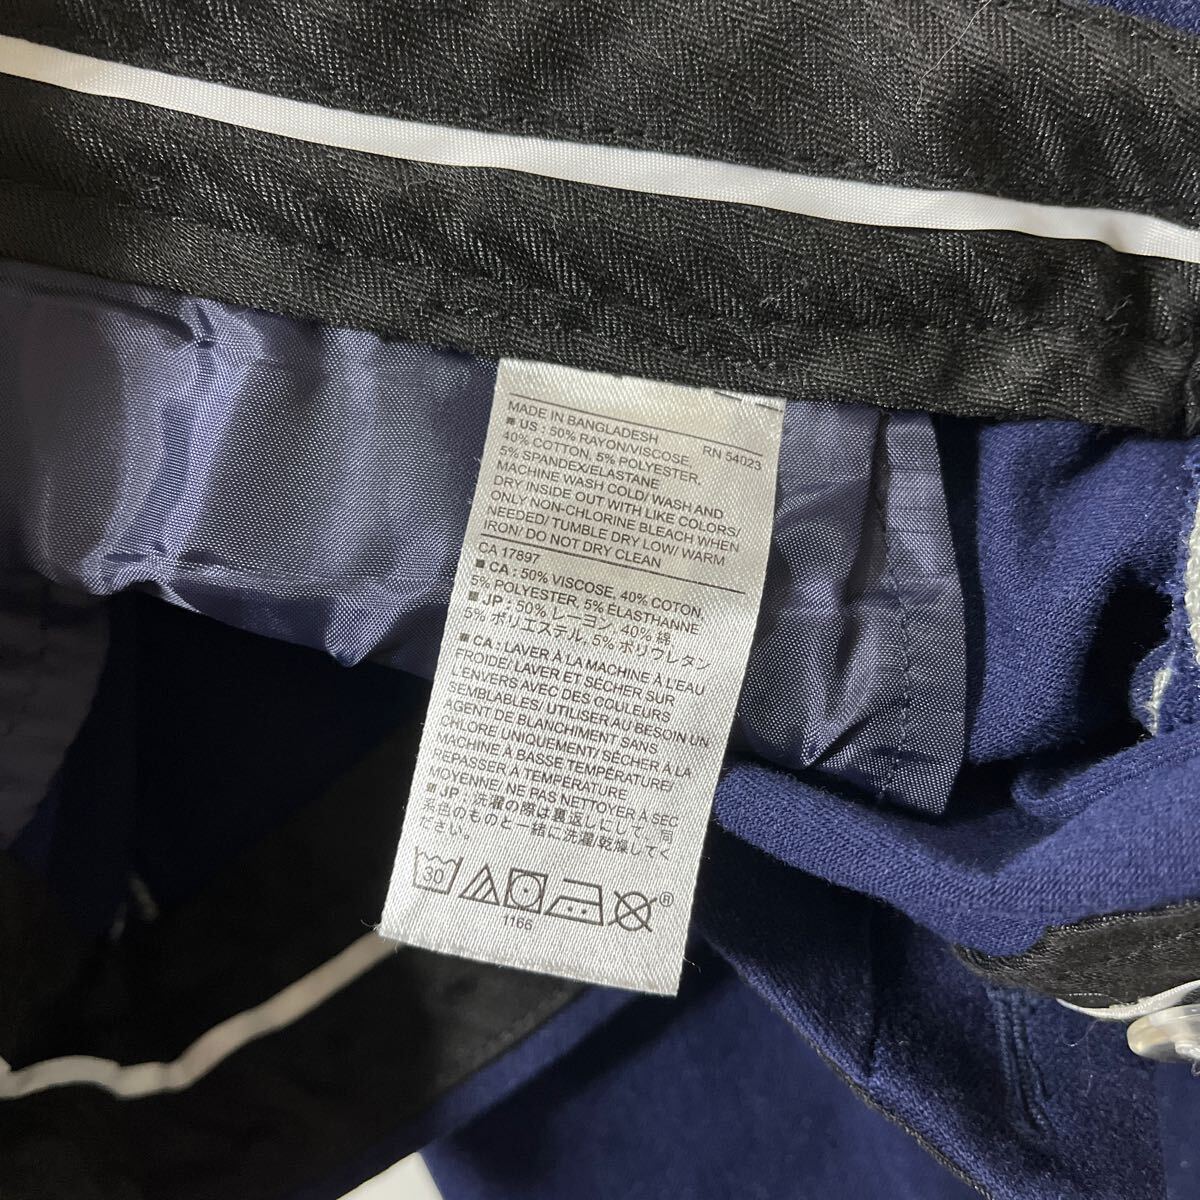 MADE IN BANGLADESH
RN 54023
■ US : 50% RAYON/VISCOSE,
40% COTTON, 5% POLYESTER,
5% SPANDEX/ELASTANE
MACHINE WASH COLD/ WASH AND
DRY INSIDE OUT WITH LIKE COLORS/
ONLY NON-CHLORINE BLEACH WHEN
NEEDED/ TUMBLE DRY LOW/ WARM
IRON/ DO NOT DRY CLEAN
CA 17897
■ CA : 50% VISCOSE, 40% COTON,
5% POLYESTER, 5% ÉLASTHANNE
■ JP : 50% レーヨン, 40% 綿,
5% ポリエステル, 5% ポリウレタン
■ CA : LAVER À LA MACHINE À L'EAU
FROIDE/ LAVER ET SÉCHER SUR
L'ENVERS AVEC DES COULEURS
SEMBLABLES/ UTILISER AU BESOIN UN
AGENT DE BLANCHIMENT SANS
CHLORE UNIQUEMENT/ SÉCHER À LA
MACHINE À BASSE TEMPÉRATURE/
REPASSER À TEMPÉRATURE
MOYENNE/ NE PAS NETTOYER À SEC
■ JP : 洗濯の際は裏返しにして、同
系色のものと一緒に洗濯/乾燥してく
ださい。
30
®
1166